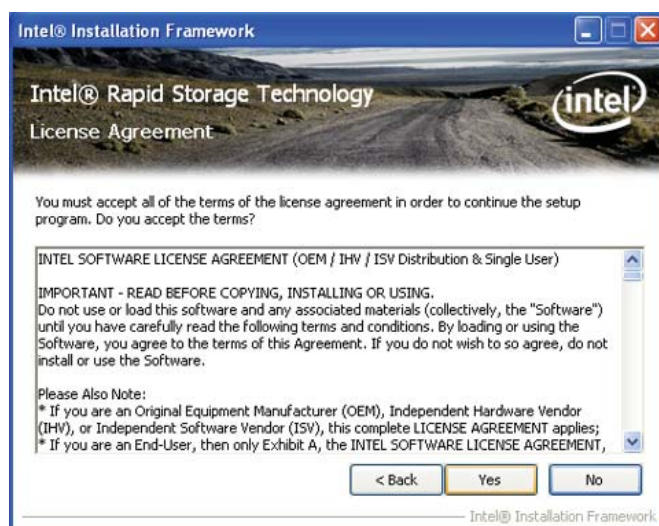 Intel® Installation Framework
Intel® Rapid Storage Technology
License Agreement
intel
You must accept all of the terms of the license agreement in order to continue the setup
program. Do you accept the terms?
INTEL SOFTWARE LICENSE AGREEMENT (OEM / IHV / ISV Distribution & Single User)
IMPORTANT - READ BEFORE COPYING, INSTALLING OR USING.
Do not use or load this software and any associated materials (collectively, the "Software")
until you have carefully read the following terms and conditions. By loading or using the
Software, you agree to the terms of this Agreement. If you do not wish to so agree, do not
install or use the Software.
Please Also Note:
* If you are an Original Equipment Manufacturer (OEM), Independent Hardware Vendor
(IHV), or Independent Software Vendor (ISV), this complete LICENSE AGREEMENT applies;
* If you are an End-User, then only Exhibit A, the INTEL SOFTWARE LICENSE AGREEMENT,
< Back
Yes
No
Intel® Installation Framework